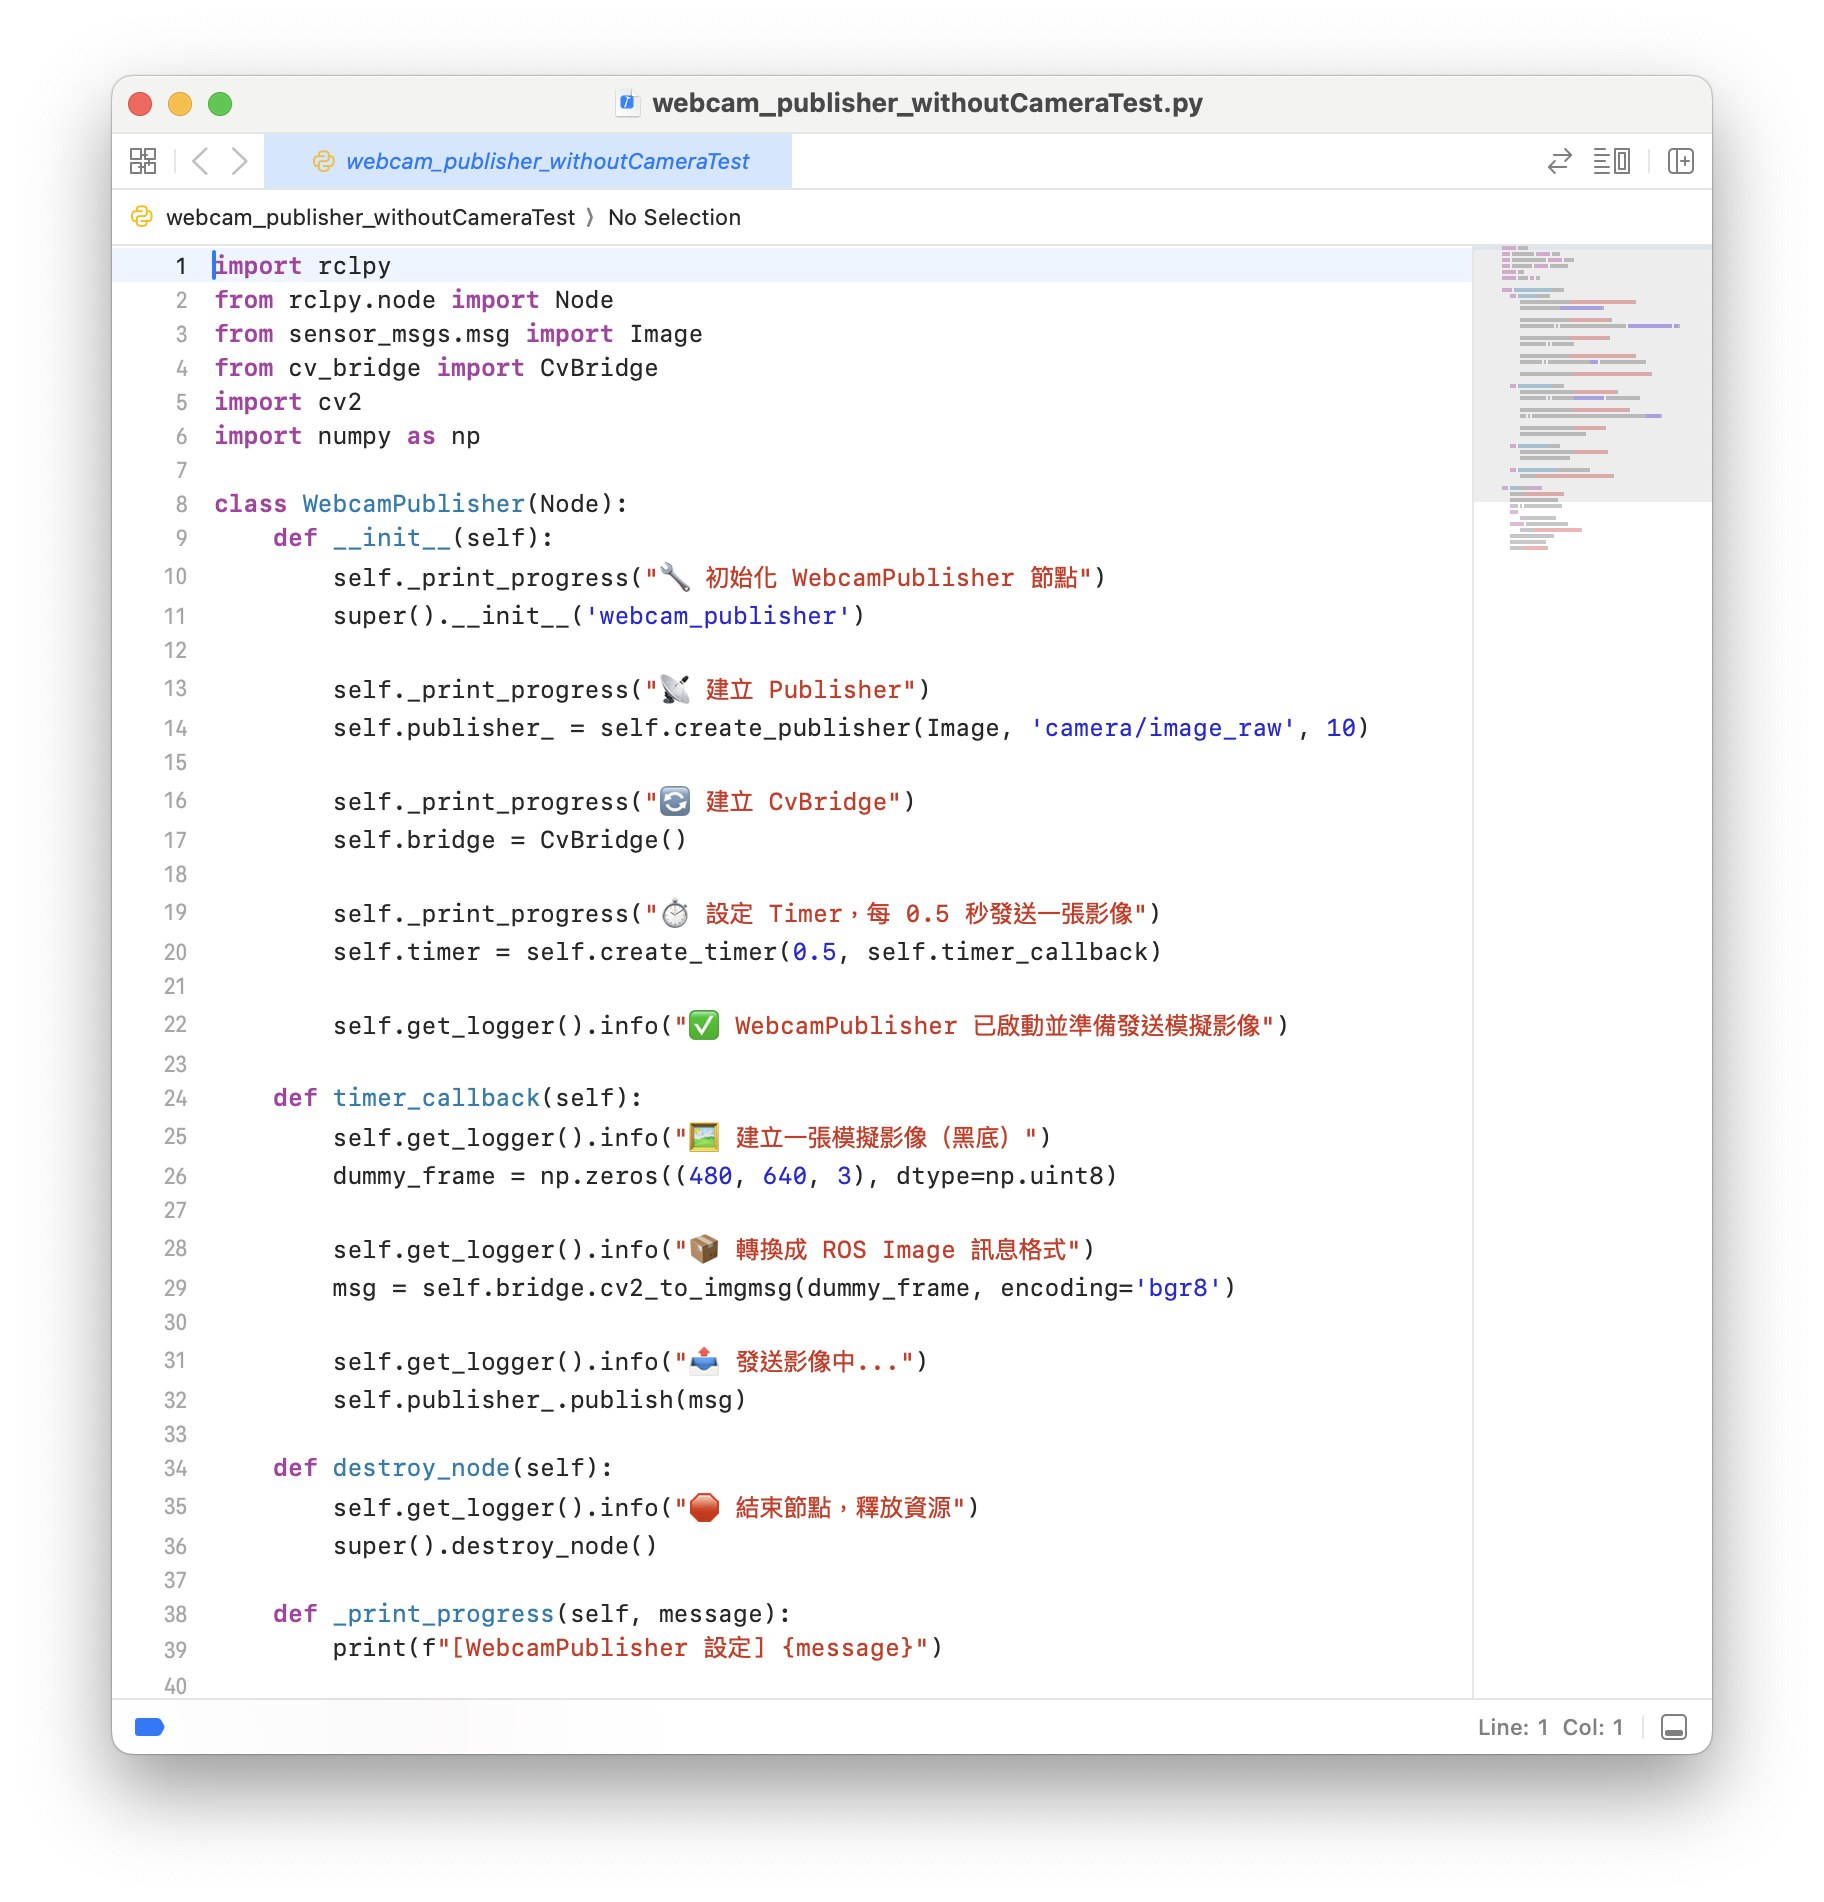 webcam_publisher_withoutCameraTest.py
webcam_publisher_withoutCameraTest
webcam_publisher_withoutCameraTest 〉 No Selection
1 import rclpy
2 from rclpy.node import Node
3 from sensor_msgs.msg import Image
4 from cv_bridge import CvBridge
5 import cv2
6 import numpy as np
7
8 class WebcamPublisher(Node):
9     def __init__(self):
10         self._print_progress("🔧 初始化 WebcamPublisher 節點")
11         super().__init__('webcam_publisher')
12
13         self._print_progress("📡 建立 Publisher")
14         self.publisher_ = self.create_publisher(Image, 'camera/image_raw', 10)
15
16         self._print_progress("🔄 建立 CvBridge")
17         self.bridge = CvBridge()
18
19         self._print_progress("⏱️ 設定 Timer，每 0.5 秒發送一張影像")
20         self.timer = self.create_timer(0.5, self.timer_callback)
21
22         self.get_logger().info("✅ WebcamPublisher 已啟動並準備發送模擬影像")
23
24     def timer_callback(self):
25         self.get_logger().info("🖼️ 建立一張模擬影像（黑底）")
26         dummy_frame = np.zeros((480, 640, 3), dtype=np.uint8)
27
28         self.get_logger().info("📦 轉換成 ROS Image 訊息格式")
29         msg = self.bridge.cv2_to_imgmsg(dummy_frame, encoding='bgr8')
30
31         self.get_logger().info("📤 發送影像中...")
32         self.publisher_.publish(msg)
33
34     def destroy_node(self):
35         self.get_logger().info("🛑 結束節點，釋放資源")
36         super().destroy_node()
37
38     def _print_progress(self, message):
39         print(f"[WebcamPublisher 設定] {message}")
40
Line: 1 Col: 1